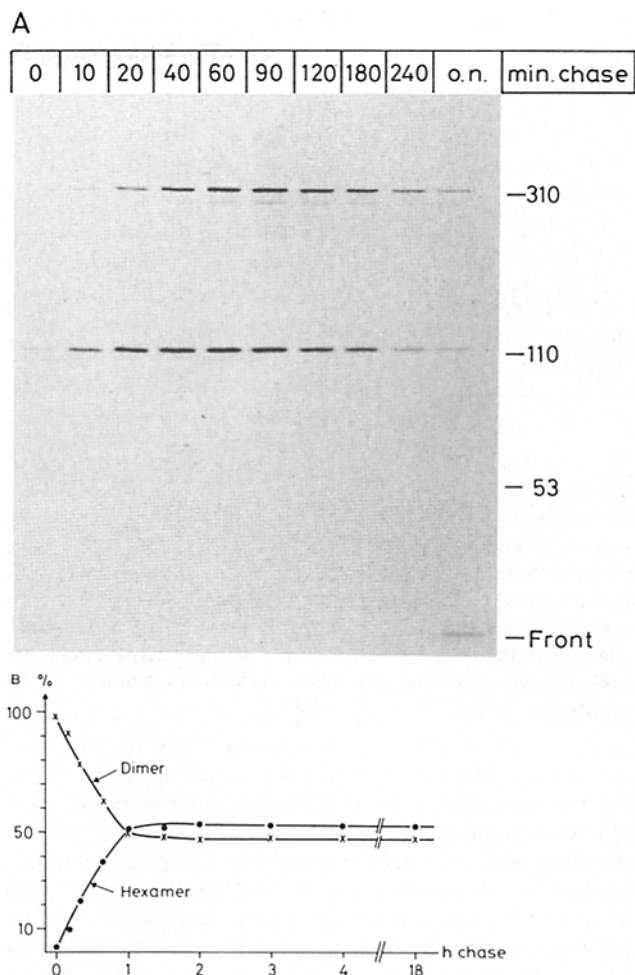 A
0 10 20 40 60 90 120 180 240 o.n. min.chase
—310
—110
—53
—Front
B %
100
Dimer
50
Hexamer
10
0 1 2 3 4 18 h chase